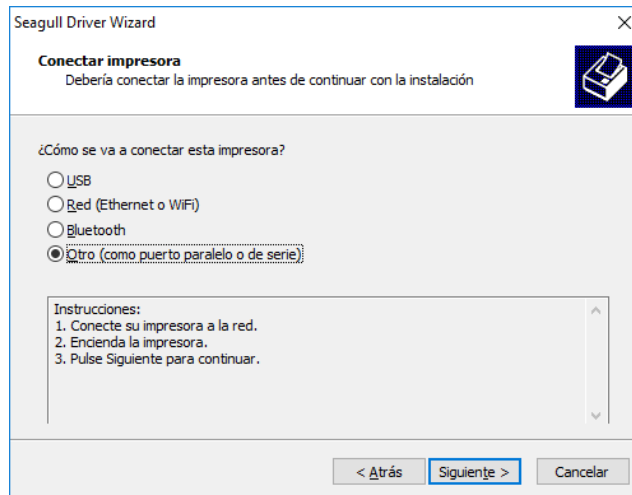 Seagull Driver Wizard
Conectar impresora
Debería conectar la impresora antes de continuar con la instalación
¿Cómo se va a conectar esta impresora?
USB
Red (Ethernet o WiFi)
Bluetooth
Otro (como puerto paralelo o de serie)
Instrucciones:
1. Conecte su impresora a la red.
2. Encienda la impresora.
3. Pulse Siguiente para continuar.
< Atrás
Siguiente >
Cancelar